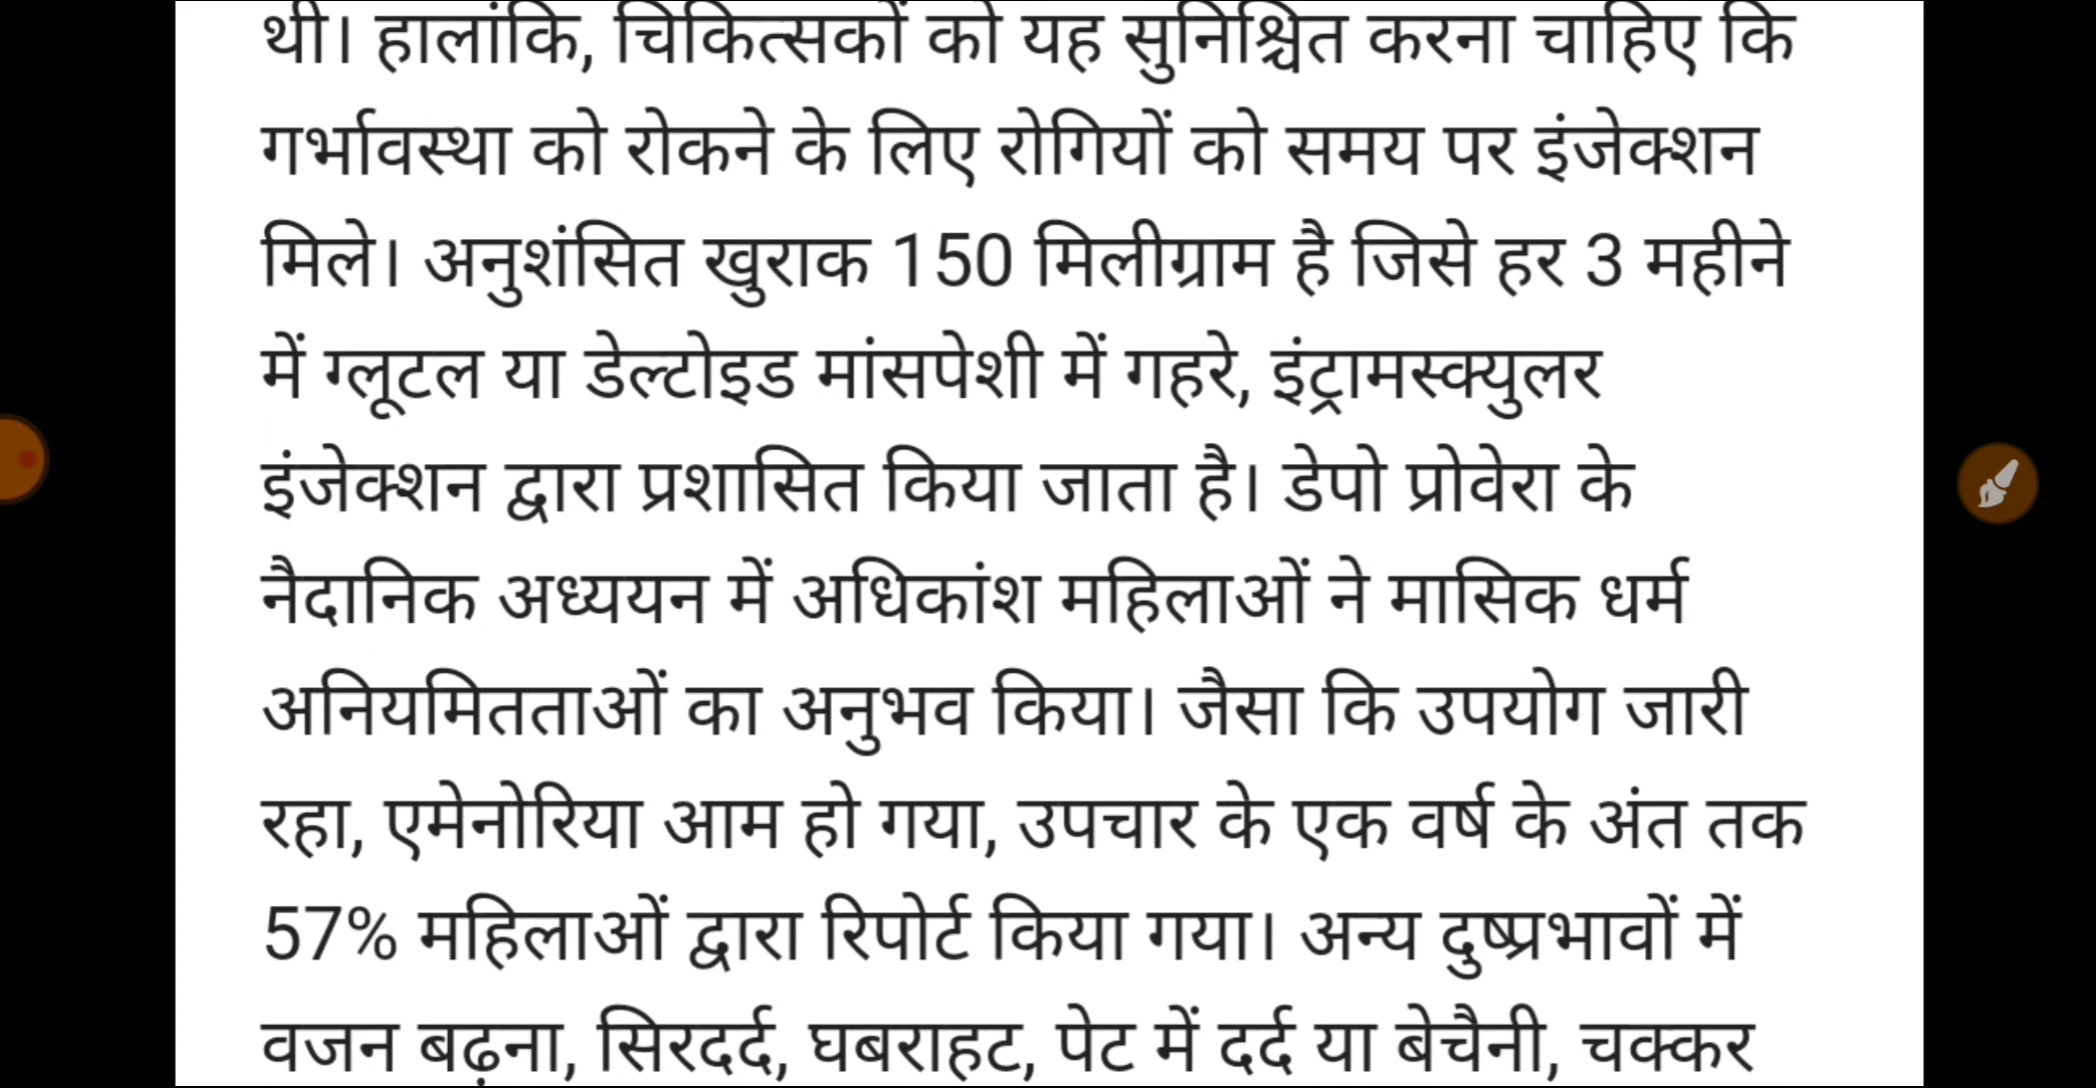 थी। हालांकि, चिकित्सकों को यह सुनिश्चित करना चाहिए कि
गर्भावस्था को रोकने के लिए रोगियों को समय पर इंजेक्शन
मिले। अनुशंसित खुराक 150 मिलीग्राम है जिसे हर 3 महीने
में ग्लूटल या डेल्टोइड मांसपेशी में गहरे, इंट्रामस्क्युलर
इंजेक्शन द्वारा प्रशासित किया जाता है। डेपो प्रोवेरा के
नैदानिक अध्ययन में अधिकांश महिलाओं ने मासिक धर्म
अनियमितताओं का अनुभव किया। जैसा कि उपयोग जारी
रहा, एमेनोरिया आम हो गया, उपचार के एक वर्ष के अंत तक
57% महिलाओं द्वारा रिपोर्ट किया गया। अन्य दुष्प्रभावों में
वजन बढ़ना, सिरदर्द, घबराहट, पेट में दर्द या बेचैनी, चक्कर